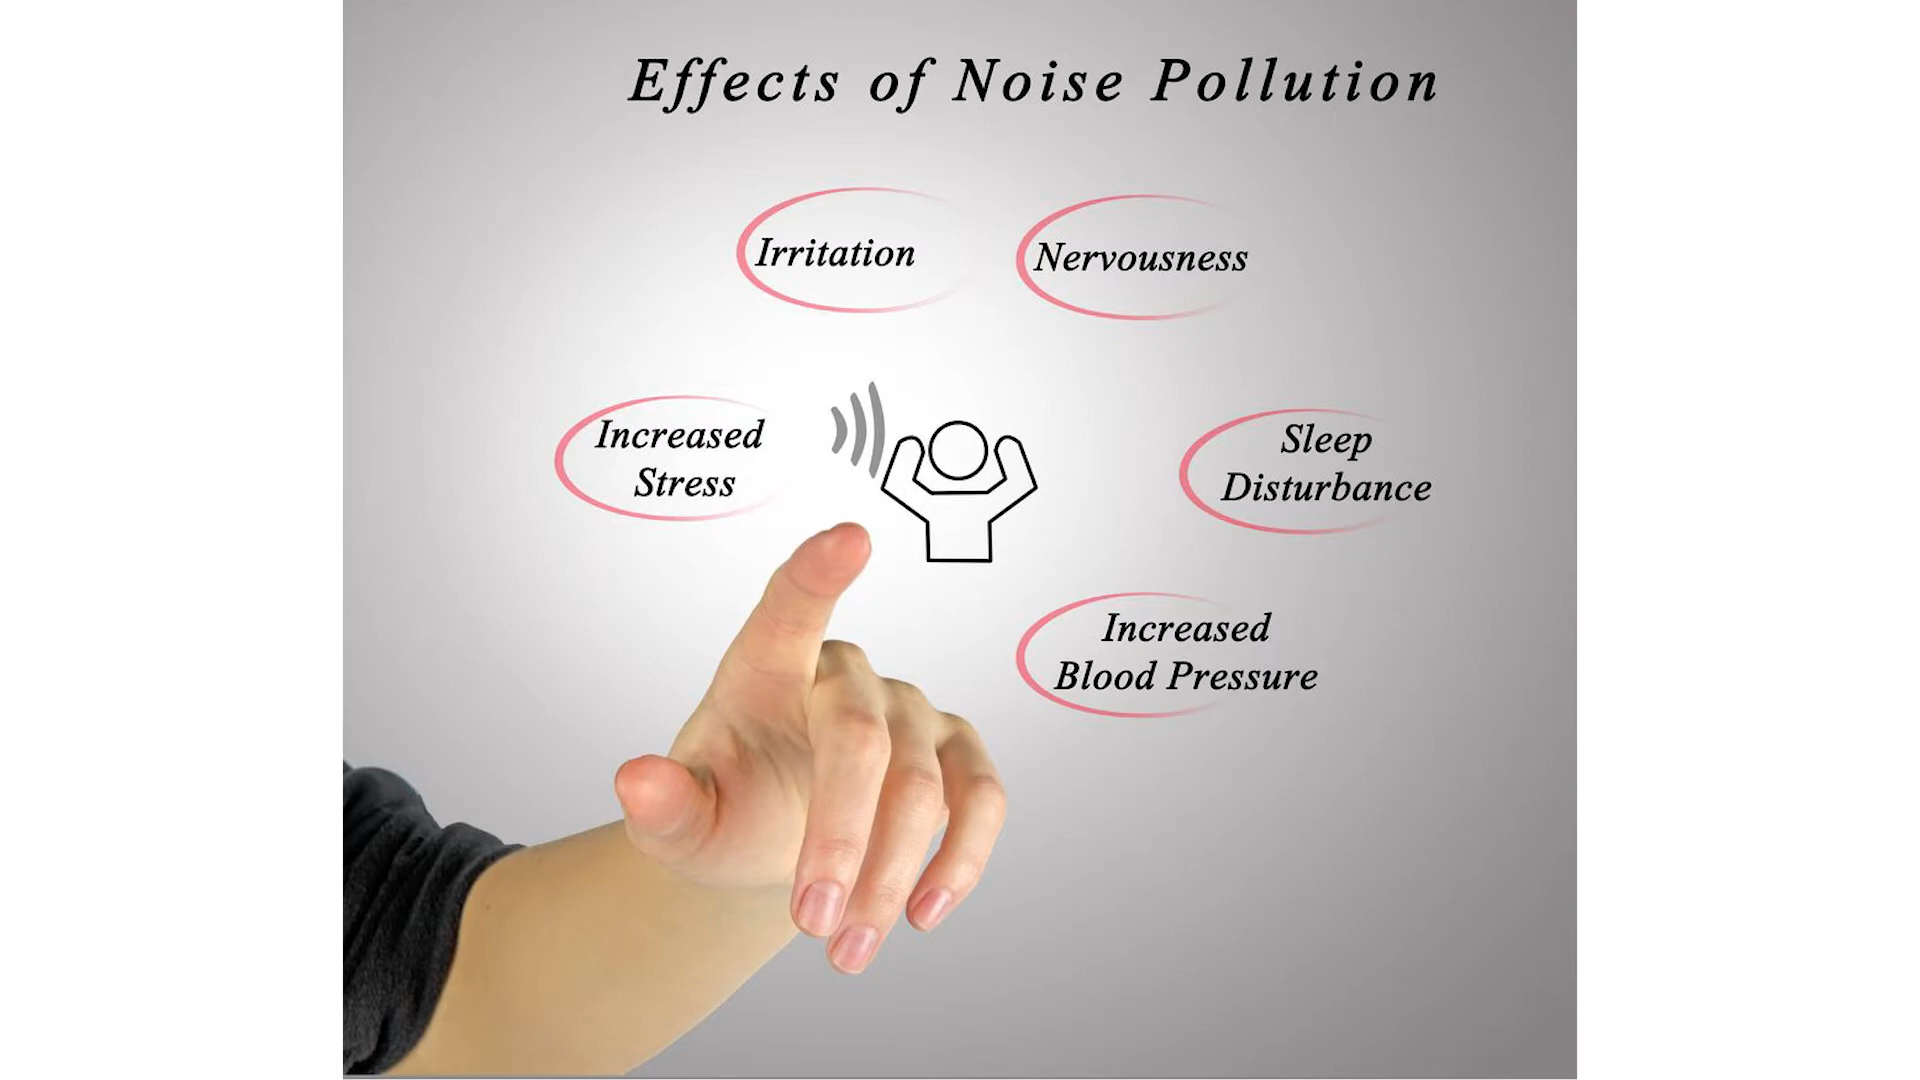 Effects of Noise Pollution
Irritation
Nervousness
Increased
Stress
Sleep
Disturbance
Increased
Blood Pressure